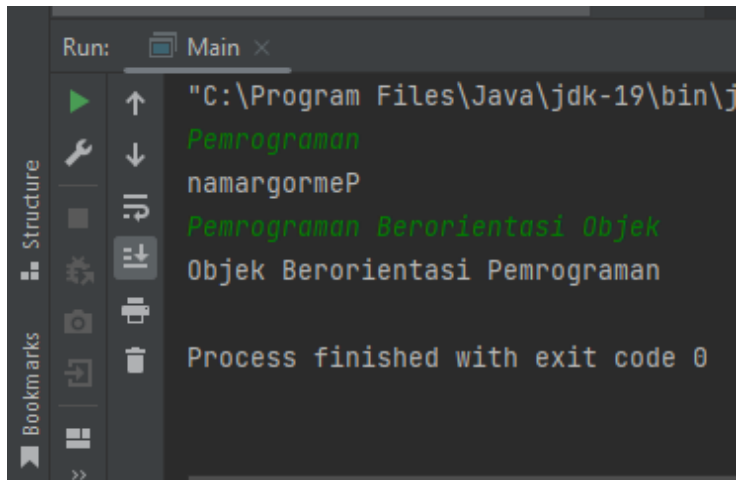 Run: Main
"C:\Program Files\Java\jdk-19\bin\j
Pemrograman
namargormeP
Pemrograman Berorientasi Objek
Objek Berorientasi Pemrograman
Process finished with exit code 0
Structure
Bookmarks